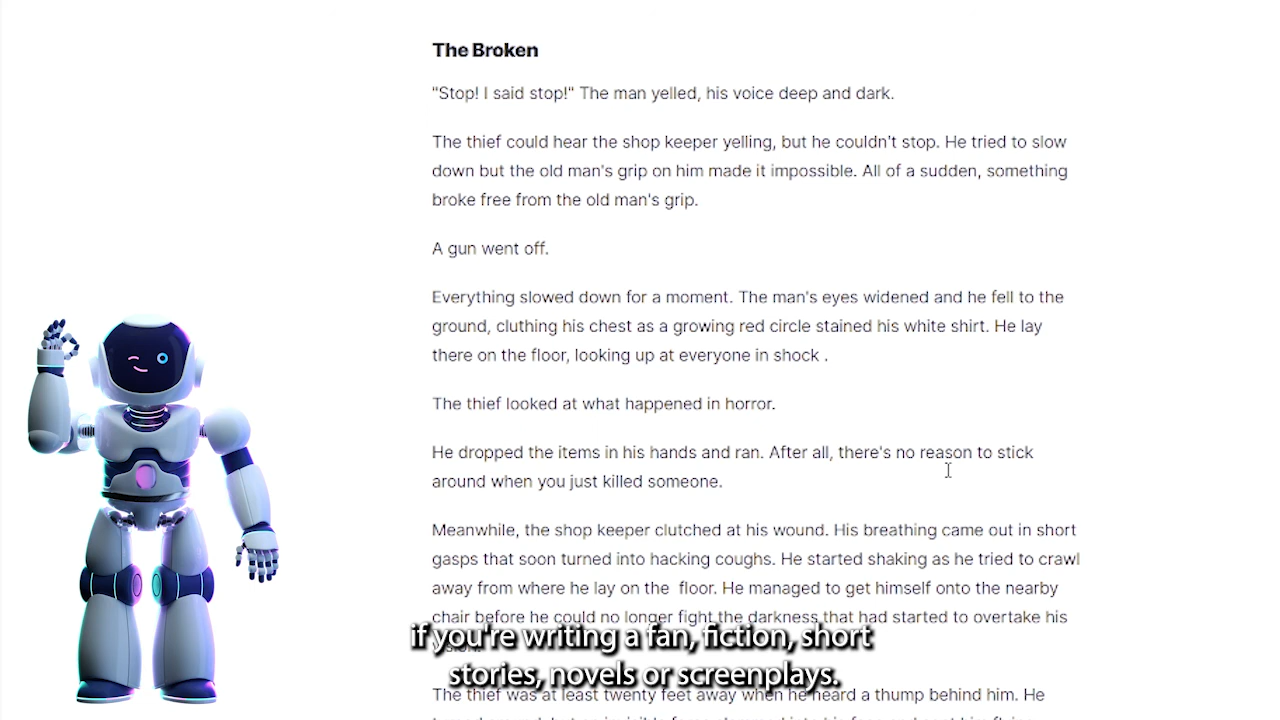 The Broken
"Stop! I said stop!" The man yelled, his voice deep and dark.
The thief could hear the shop keeper yelling, but he couldn't stop. He tried to slow
down but the old man's grip on him made it impossible. All of a sudden, something
broke free from the old man's grip.
A gun went off.
Everything slowed down for a moment. The man's eyes widened and he fell to the
ground, cluthing his chest as a growing red circle stained his white shirt. He lay
there on the floor, looking up at everyone in shock .
The thief looked at what happened in horror.
He dropped the items in his hands and ran. After all, there's no reason to stick
around when you just killed someone.
Meanwhile, the shop keeper clutched at his wound. His breathing came out in short
gasps that soon turned into hacking coughs. He started shaking as he tried to crawl
away from where he lay on the  floor. He managed to get himself onto the nearby
chair before he could no longer fight the darkness that had started to overtake his
if you're writing a fan, fiction, short
stories, novels or screenplays.
The thief was at least twenty feet away when he heard a thump behind him. He